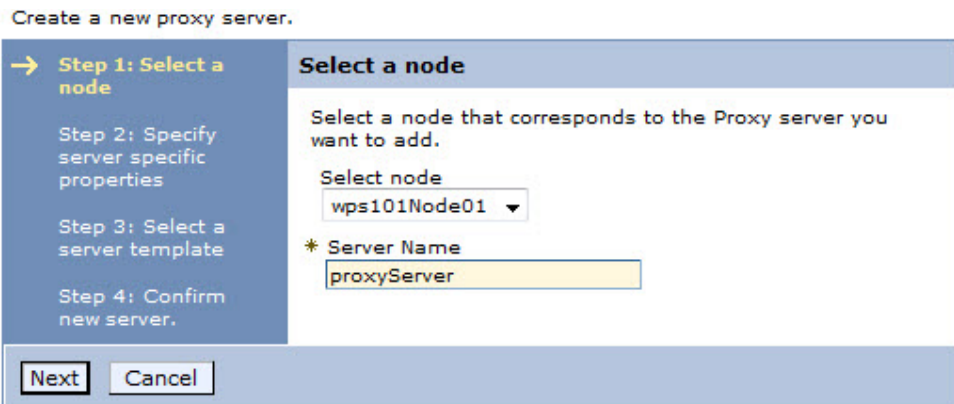 Create a new proxy server.
Step 1: Select a
node
Step 2: Specify
server specific
properties
Step 3: Select a
server template
Step 4: Confirm
new server.
Select a node
Select a node that corresponds to the Proxy server you
want to add.
Select node
wps101Node01
* Server Name
proxyServer
Next Cancel